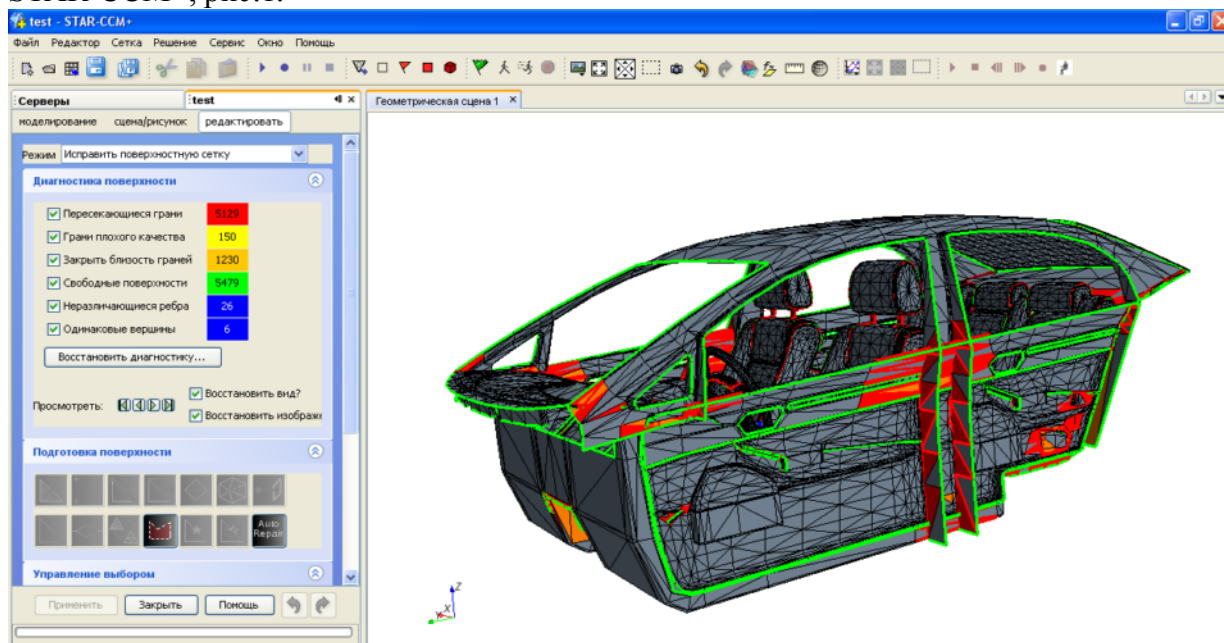 test - STAR-CCM+
Файл Редактор Сетка Решение Сервис Окно Помощь
Серверы test Геометрическая сцена 1
моделирование сцена/рисунок редактировать
Режим Исправить поверхностную сетку
Диагностика поверхности
Пересекающиеся грани 5129
Грани плохого качества 150
Закрыть близость граней 1230
Свободные поверхности 5479
Неразличающиеся ребра 26
Одинаковые вершины 6
Восстановить диагностику...
Восстановить вид?
Просмотреть:
Восстановить изображ
Подготовка поверхности
Auto
Repair
Управление выбором
Применить Закрыть Помощь
Z
Y X